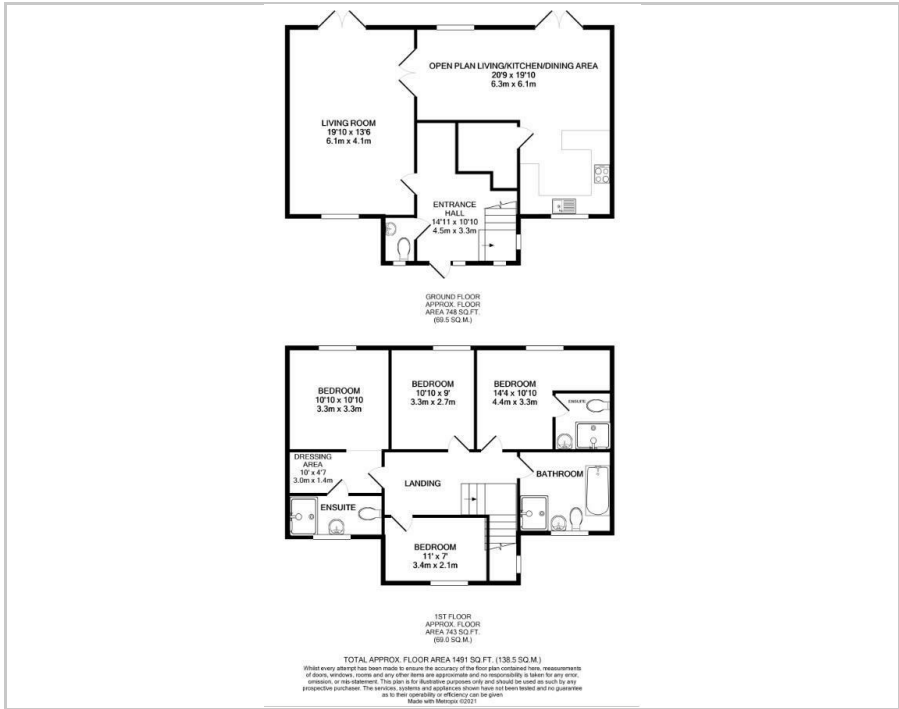 OPEN PLAN LIVING/KITCHEN/DINING AREA
20'9 x 19'10
6.3m x 6.1m
LIVING ROOM
19'10 x 13'6
6.1m x 4.1m
ENTRANCE
HALL
14'11 x 10'10
4.5m x 3.3m
GROUND FLOOR
APPROX. FLOOR
AREA 748 SQ.FT.
(69.5 SQ.M.)
BEDROOM
10'10 x 10'10
3.3m x 3.3m
BEDROOM
10'10 x 9'
3.3m x 2.7m
BEDROOM
14'4 x 10'10
4.4m x 3.3m
ENSUITE
DRESSING
AREA
10' x 4'7
3.0m x 1.4m
ENSUITE
LANDING
BATHROOM
BEDROOM
11' x 7'
3.4m x 2.1m
1ST FLOOR
APPROX. FLOOR
AREA 743 SQ.FT.
(69.0 SQ.M.)
TOTAL APPROX. FLOOR AREA 1491 SQ.FT. (138.5 SQ.M.)
Whilst every attempt has been made to ensure the accuracy of the floor plan contained here, measurements
of doors, windows, rooms and any other items are approximate and no responsibility is taken for any error,
omission, or mis-statement. This plan is for illustrative purposes only and should be used as such by any
prospective purchaser. The services, systems and appliances shown have not been tested and no guarantee
as to their operability or efficiency can be given
Made with Metropix ©2021